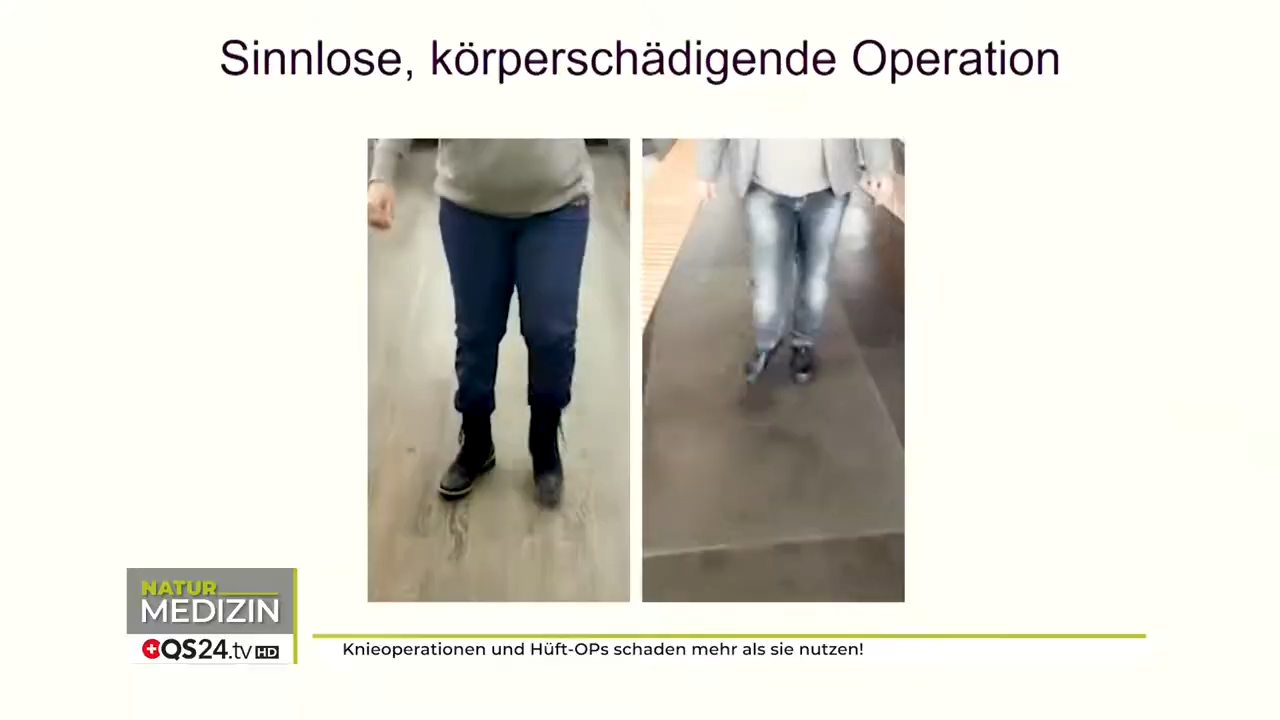 Sinnlose, körperschädigende Operation
NATUR
MEDIZIN
QS24.tv HD
Knieoperationen und Hüft-OPs schaden mehr als sie nutzen!